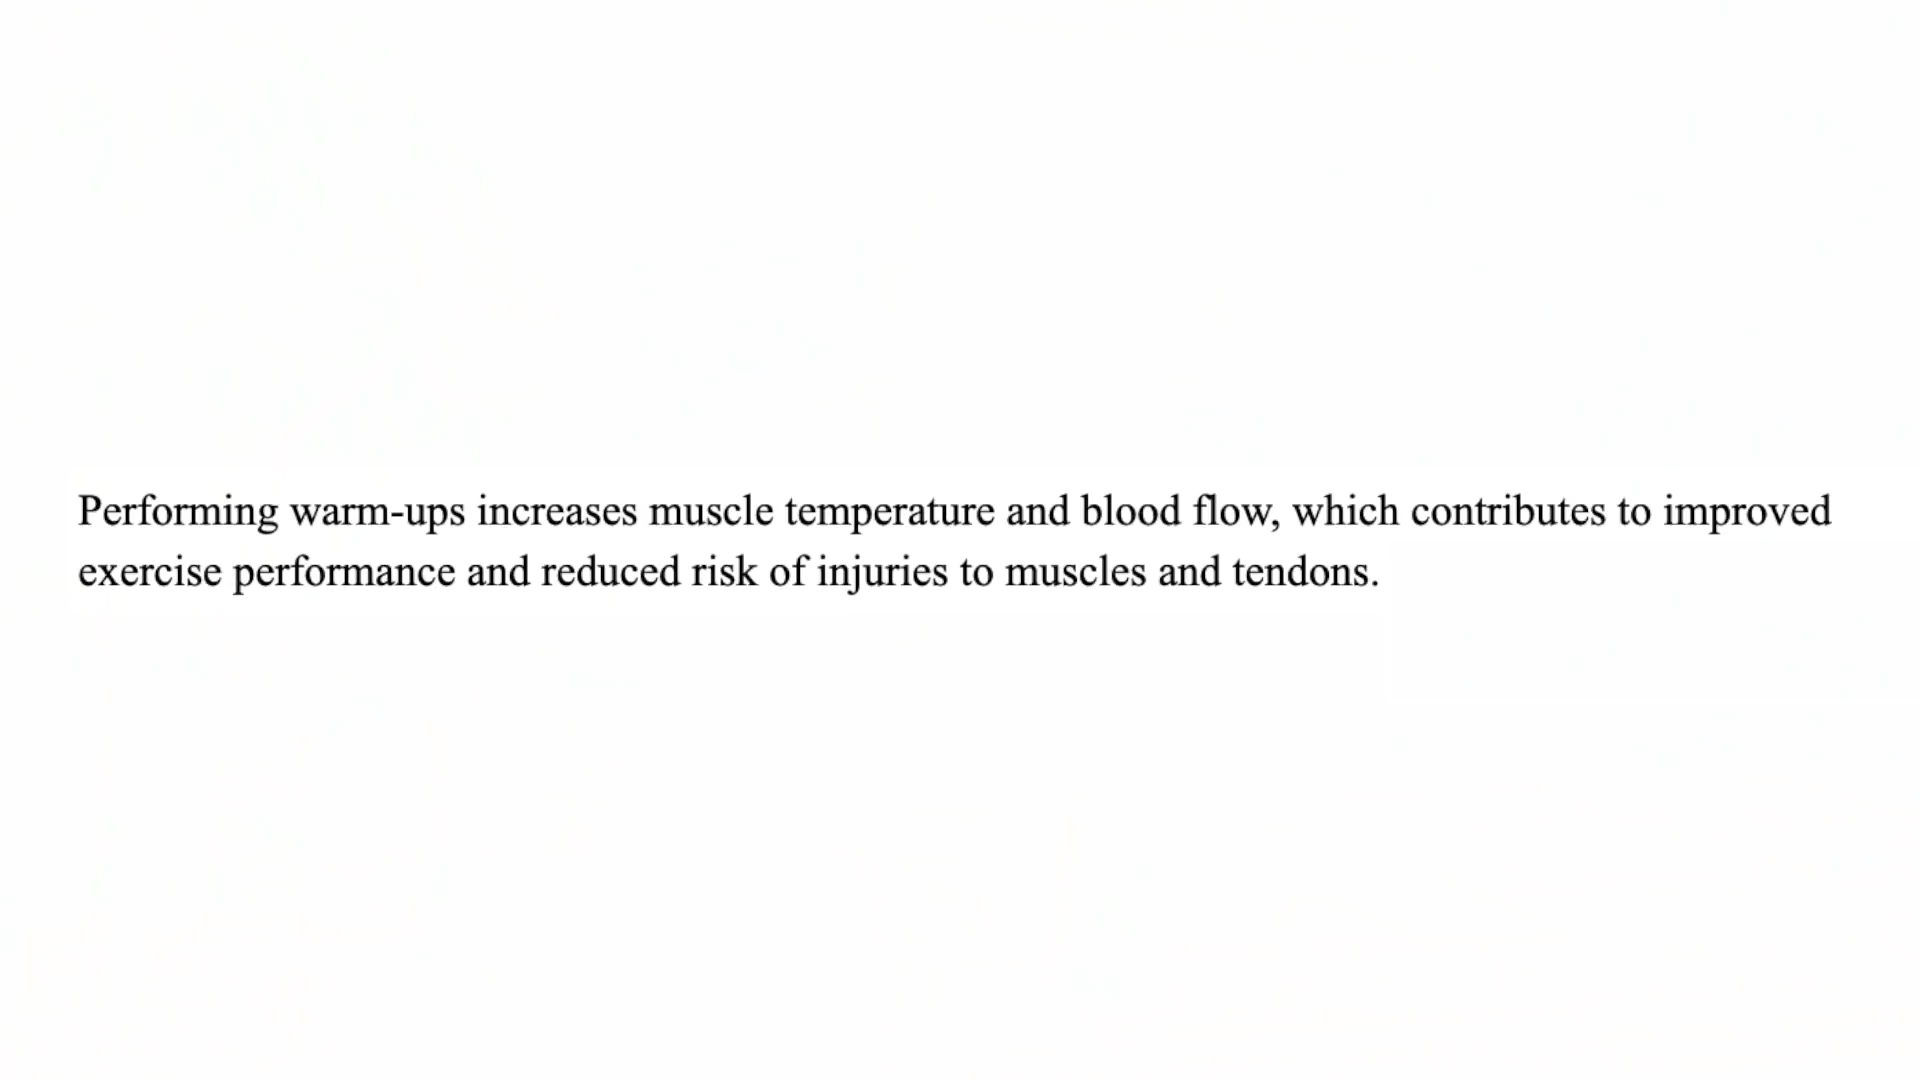 Performing warm-ups increases muscle temperature and blood flow, which contributes to improved
exercise performance and reduced risk of injuries to muscles and tendons.